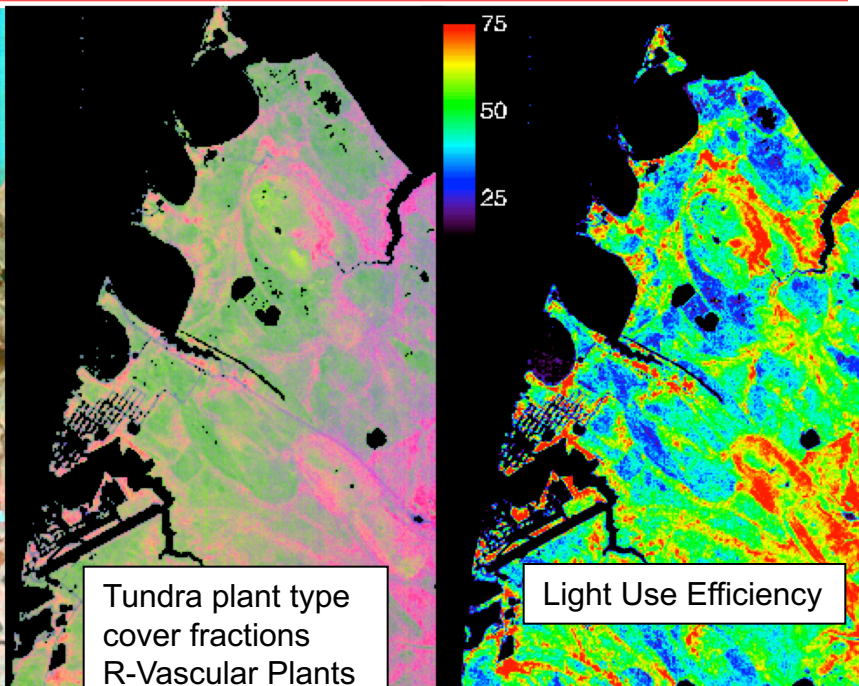 75
50
25
Tundra plant type
cover fractions
R-Vascular Plants
Light Use Efficiency